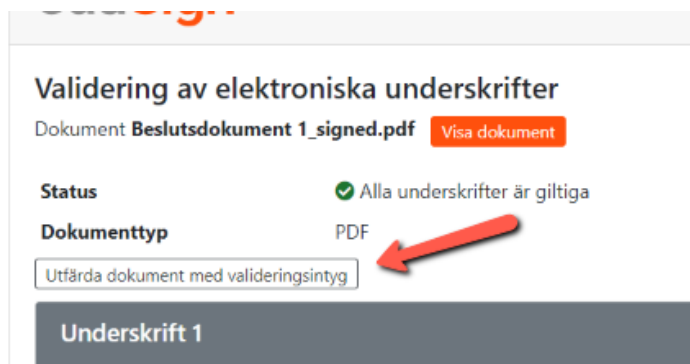 Validering av elektroniska underskrifter
Dokument Beslutsdokument 1_signed.pdf Visa dokument
Status Alla underskrifter är giltiga
Dokumenttyp PDF
Utfärda dokument med valideringsintyg
Underskrift 1